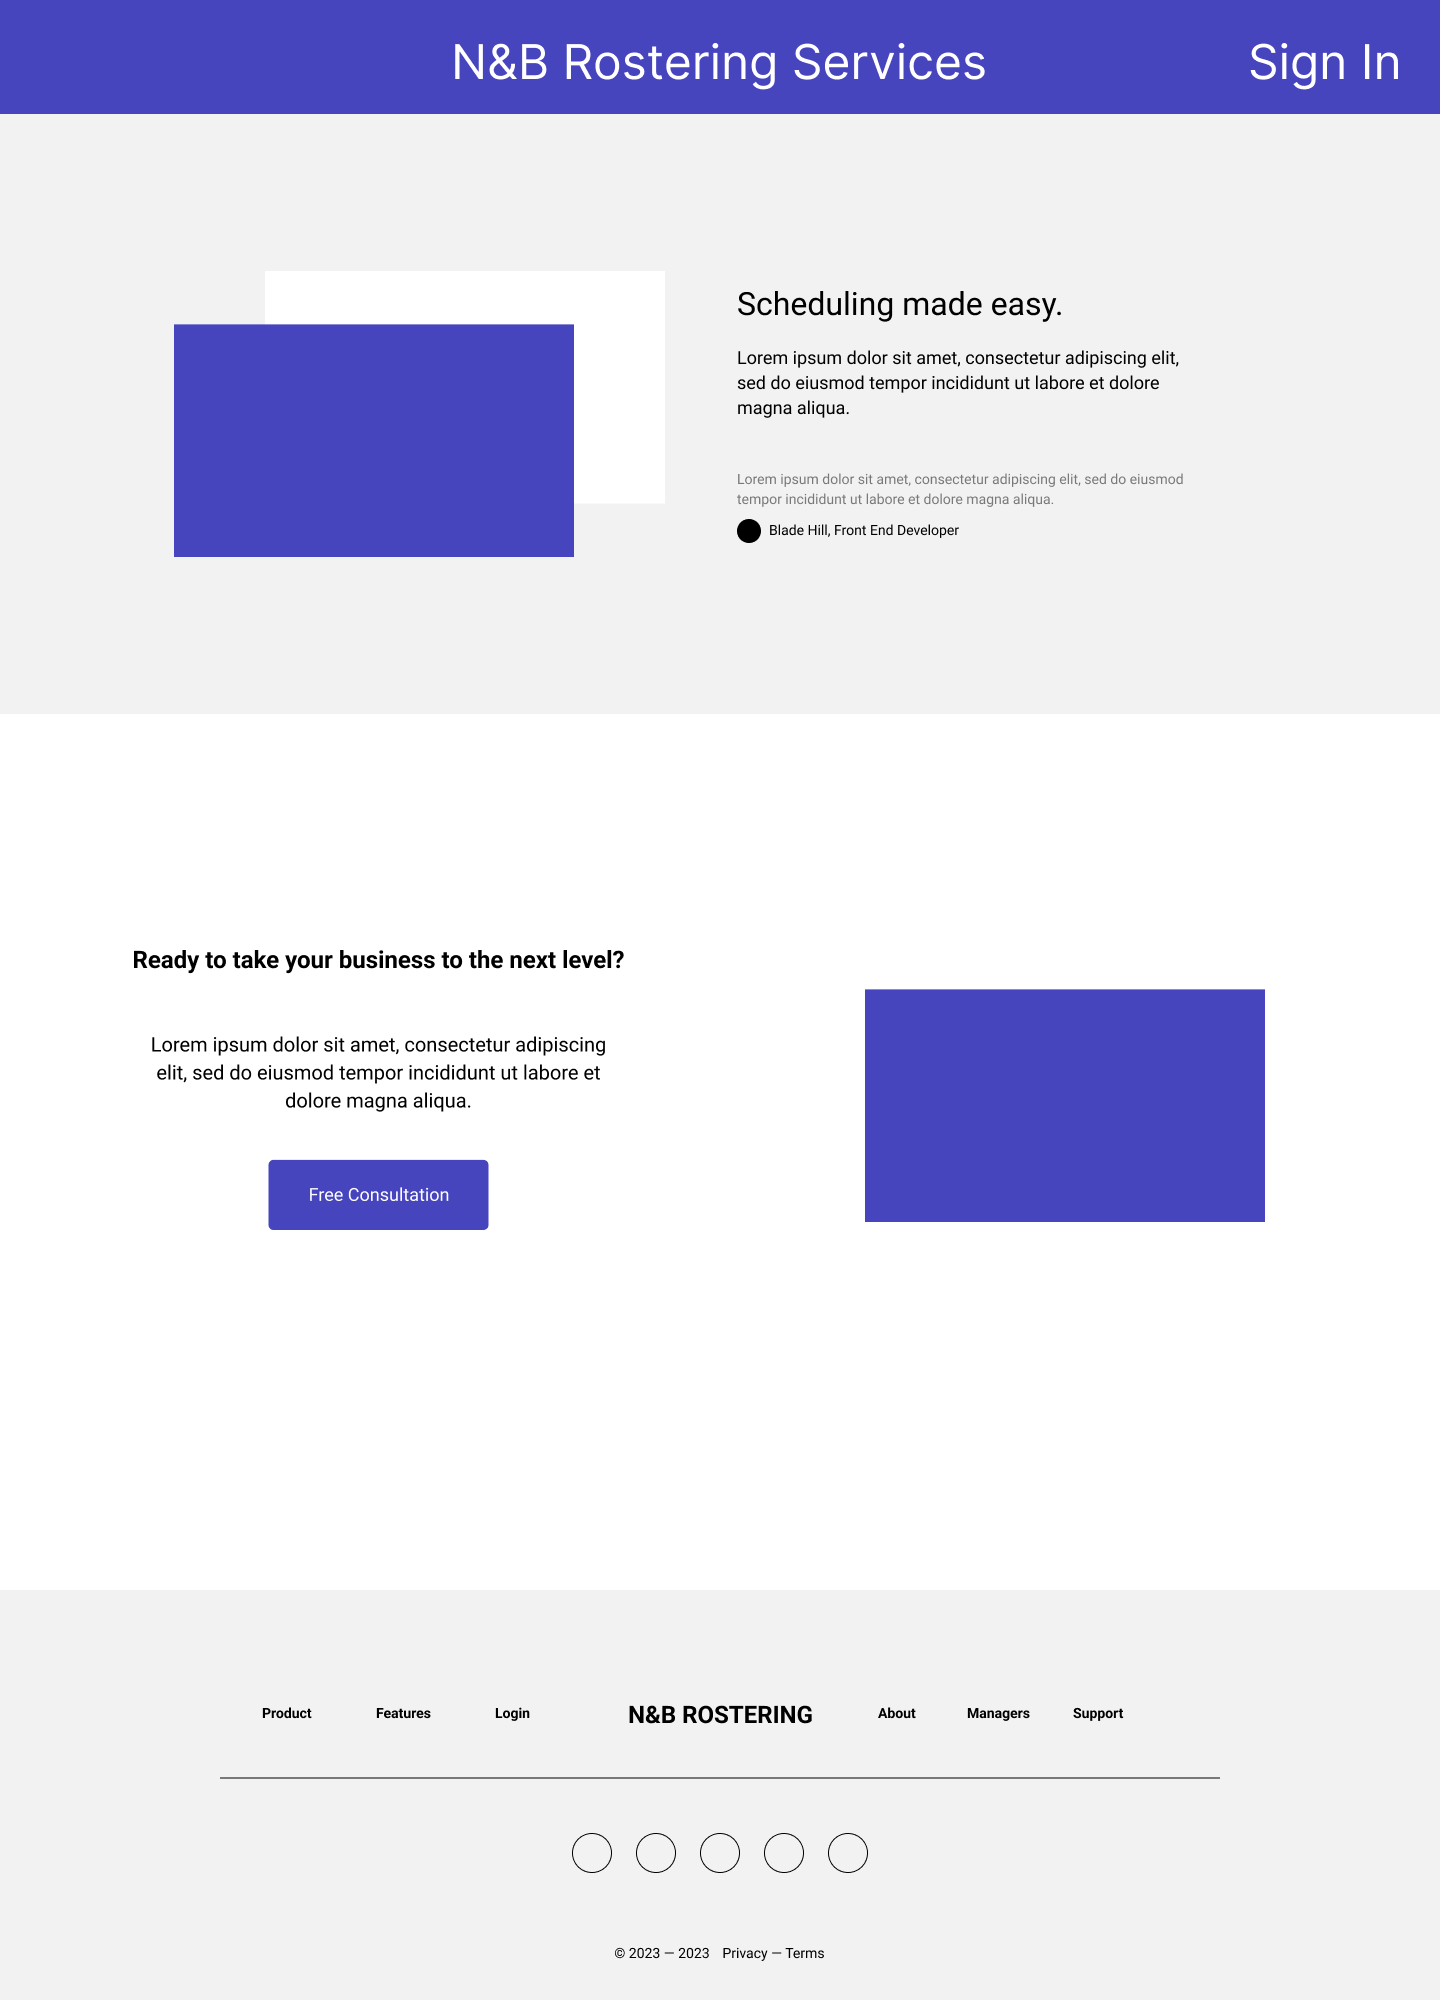 N&B Rostering Services
Sign In
Scheduling made easy.
Lorem ipsum dolor sit amet, consectetur adipiscing elit,
sed do eiusmod tempor incididunt ut labore et dolore
magna aliqua.
Lorem ipsum dolor sit amet, consectetur adipiscing elit, sed do eiusmod
tempor incididunt ut labore et dolore magna aliqua.
Blade Hill, Front End Developer
Ready to take your business to the next level?
Lorem ipsum dolor sit amet, consectetur adipiscing
elit, sed do eiusmod tempor incididunt ut labore et
dolore magna aliqua.
Free Consultation
Product Features Login N&B ROSTERING About Managers Support
© 2023 — 2023 Privacy — Terms